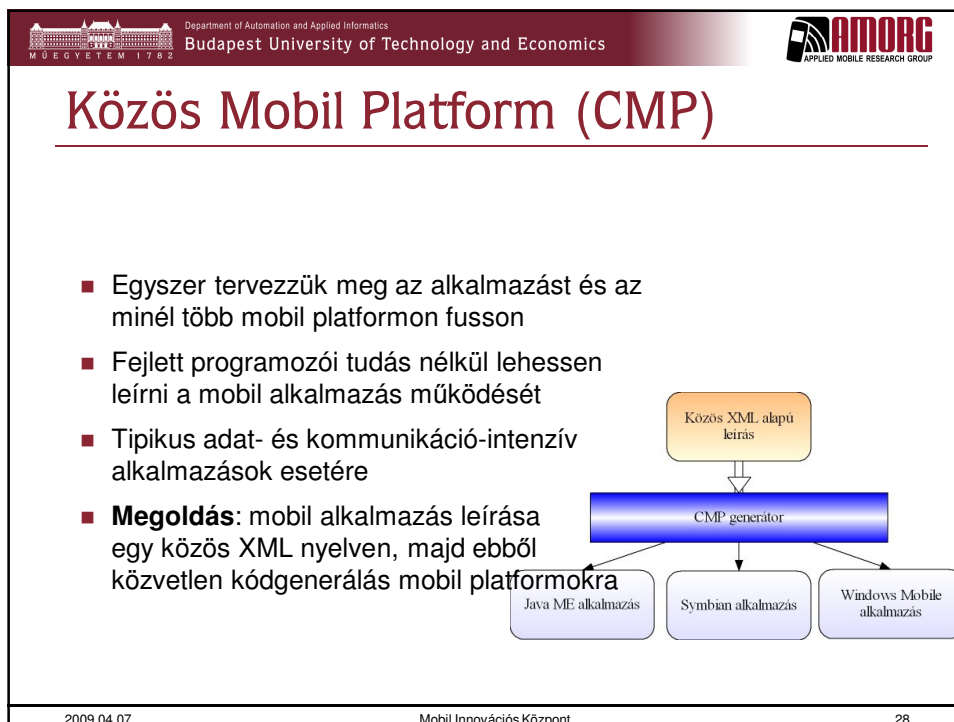 Department of Automation and Applied Informatics
Budapest University of Technology and Economics
MŰEGYETEM 1782
AMORG
APPLIED MOBILE RESEARCH GROUP
Közös Mobil Platform (CMP)
Egyszer tervezzük meg az alkalmazást és az
minél több mobil platformon fusson
Fejlett programozói tudás nélkül lehessen
leírni a mobil alkalmazás működését
Tipikus adat- és kommunikáció-intenzív
alkalmazások esetére
Megoldás: mobil alkalmazás leírása
egy közös XML nyelven, majd ebből
közvetlen kódgenerálás mobil platformokra
Közös XML alapú
leírás
CMP generátor
Java ME alkalmazás
Symbian alkalmazás
Windows Mobile
alkalmazás
2009.04.07.
Mobil Innovációs Központ
28